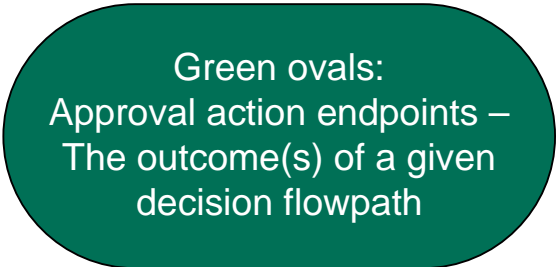 Green ovals:
Approval action endpoints –
The outcome(s) of a given
decision flowpath